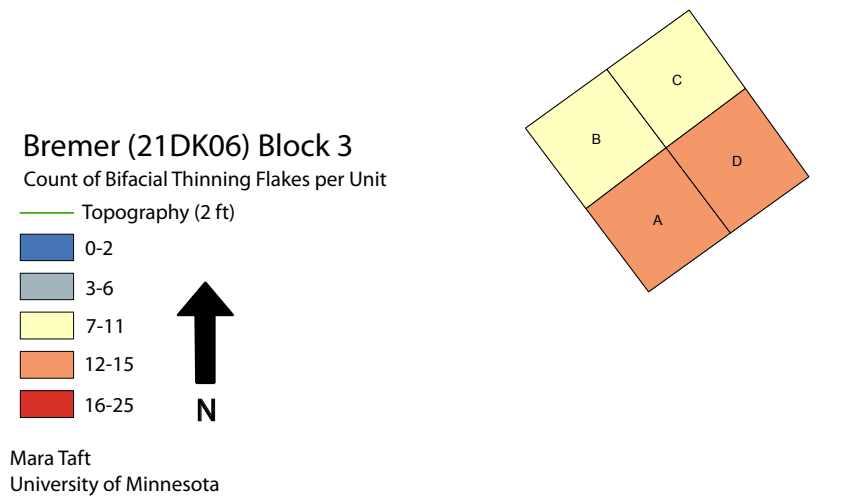 C
B
D
A
Bremer (21DK06) Block 3
Count of Bifacial Thinning Flakes per Unit
Topography (2 ft)
0-2
3-6
7-11
12-15
16-25
N
Mara Taft
University of Minnesota